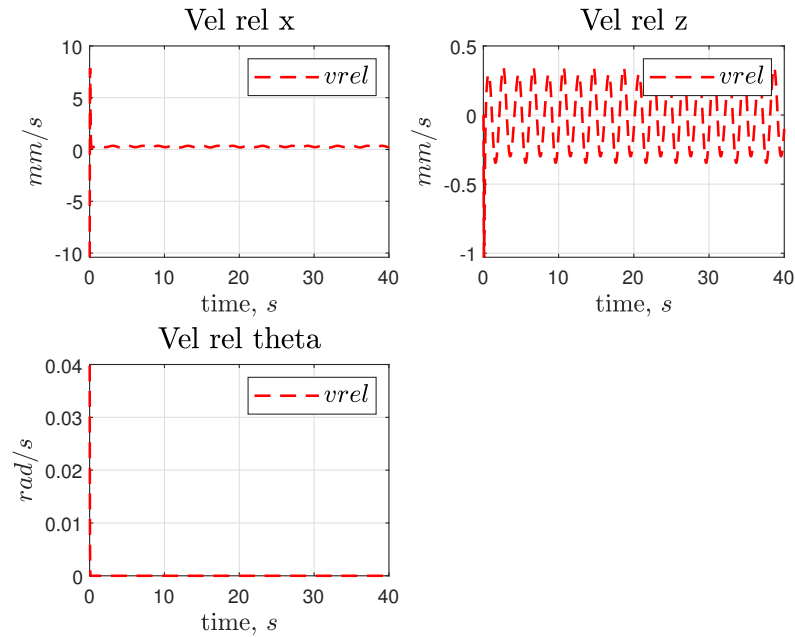 Vel rel x
10
5
0
-5
-10
mm/s
vrel
0 10 20 30 40
time, s
Vel rel z
0.5
0
-0.5
-1
mm/s
vrel
0 10 20 30 40
time, s
Vel rel theta
0.04
0.03
0.02
0.01
0
rad/s
vrel
0 10 20 30 40
time, s